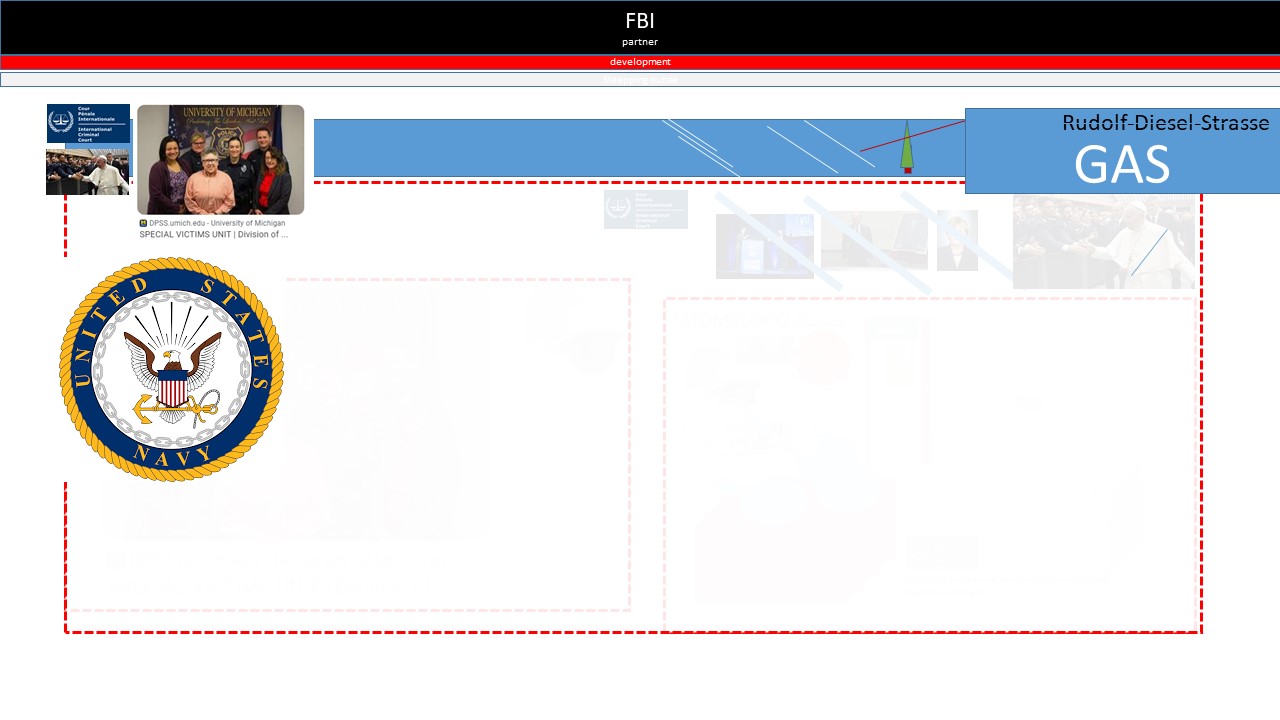 FBI
partner
development
Cour
Pénale
Internationale
International
Criminal
Court
UNIVERSITY OF MICHIGAN
DPSS.umich.edu - University of Michigan
SPECIAL VICTIMS UNIT | Division of ...
Rudolf-Diesel-Strasse
GAS
UNITED STATES
NAVY